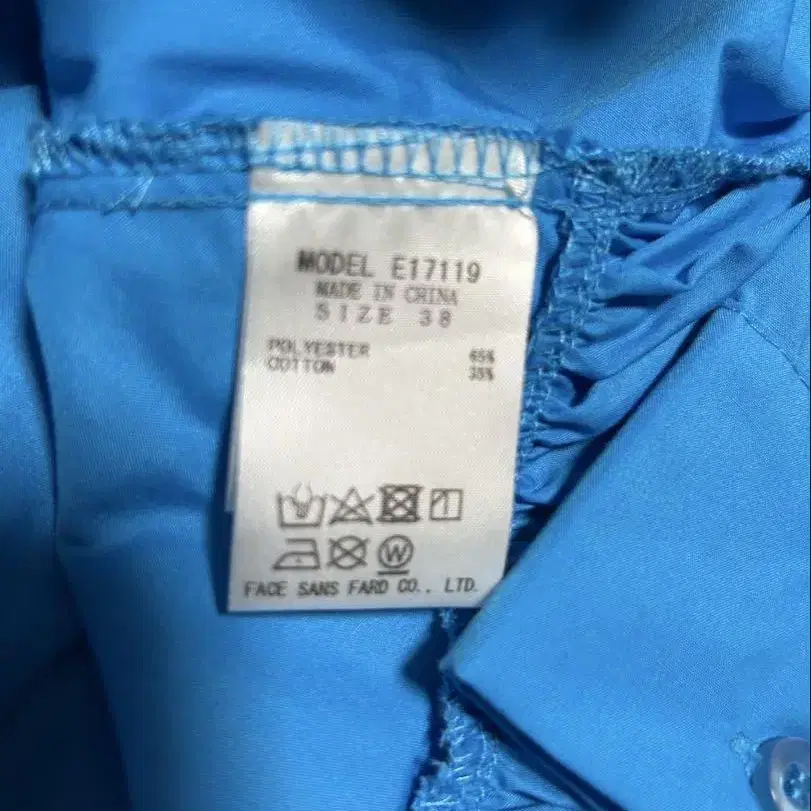 MODEL E17119
MADE IN CHINA
SIZE 38
POLYESTER 65%
COTTON 35%
W
FACE SANS FARD CO., LTD.